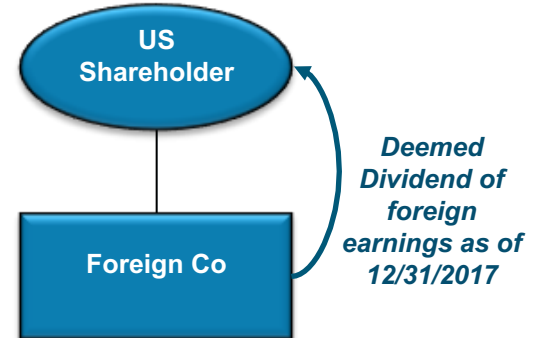 US
Shareholder
Deemed
Dividend of
foreign
earnings as of
12/31/2017
Foreign Co